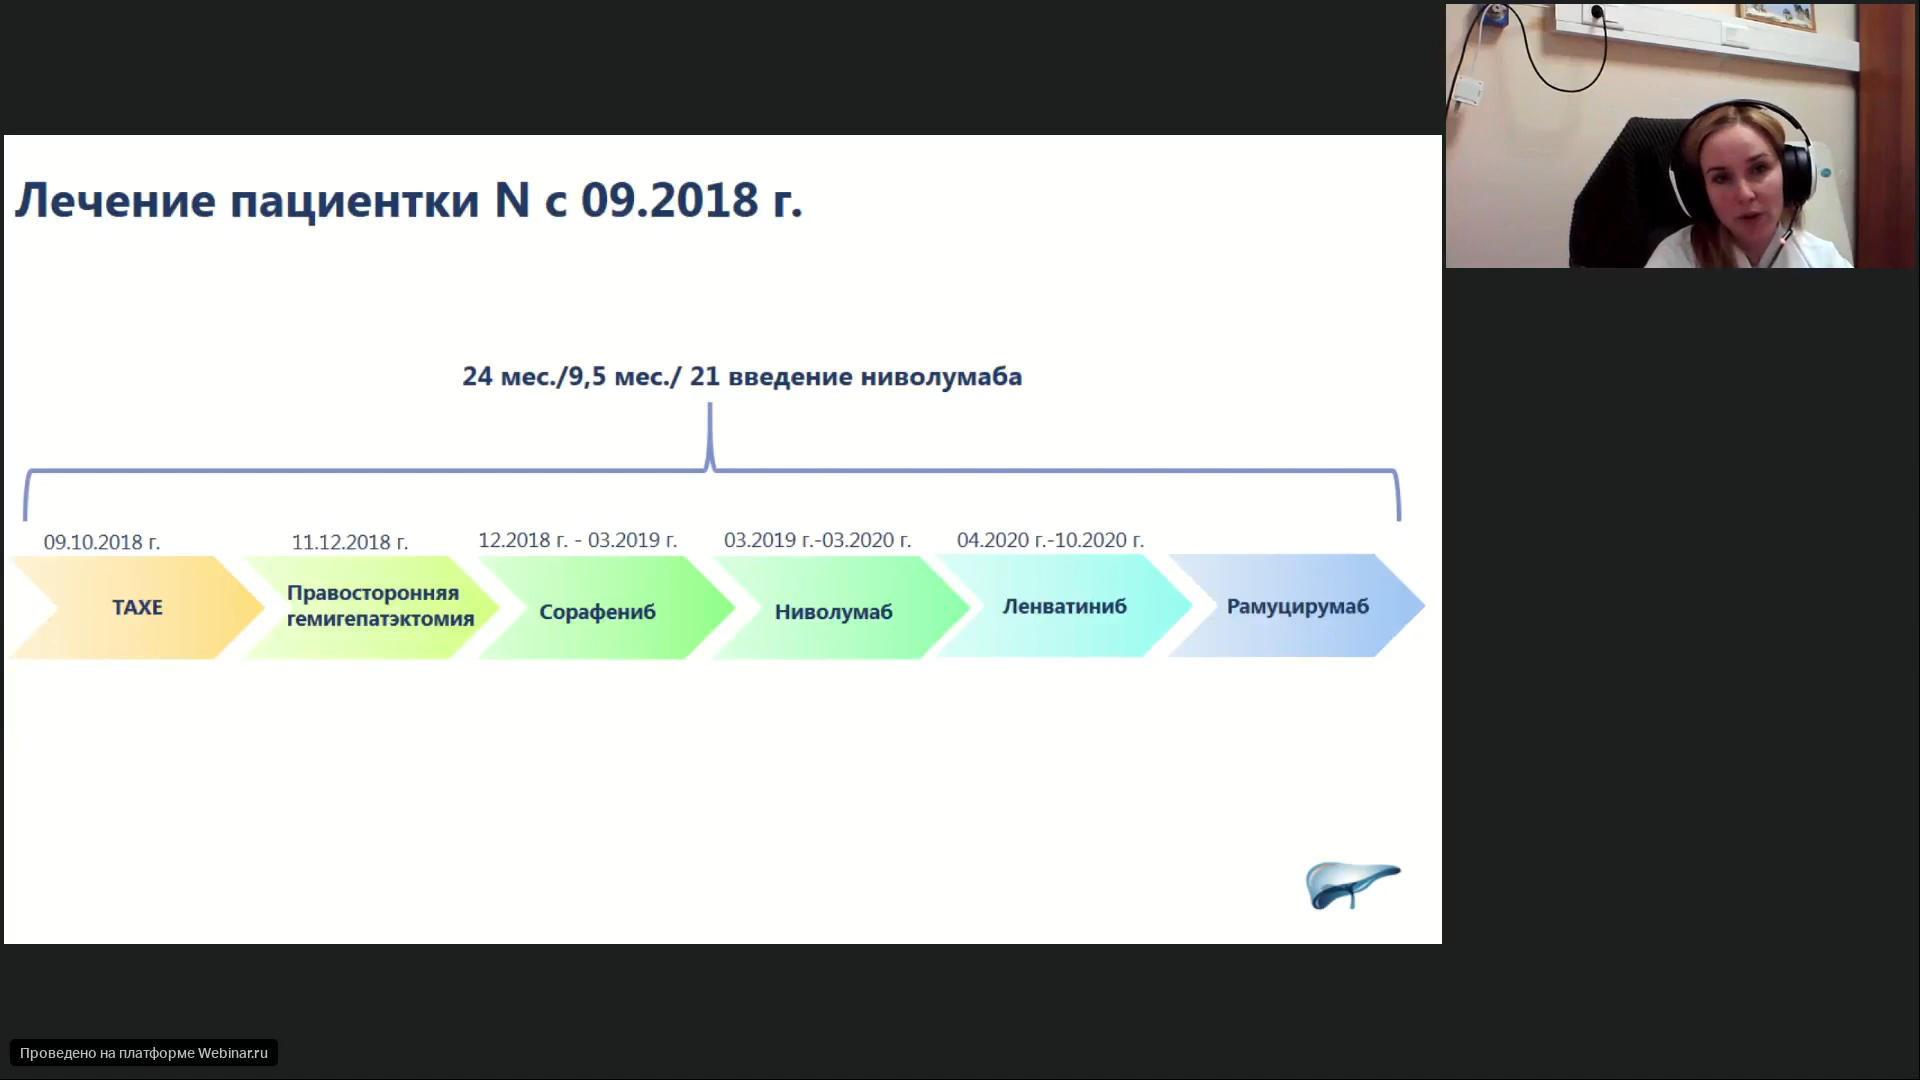 Лечение пациентки N с 09.2018 г.
24 мес./9,5 мес./ 21 введение ниволумаба
09.10.2018 г.
11.12.2018 г.
12.2018 г. - 03.2019 г.
03.2019 г.-03.2020 г.
04.2020 г.-10.2020 г.
ТАХЕ
Правосторонняя
гемигепатэктомия
Сорафениб
Ниволумаб
Ленватиниб
Рамуцирумаб
Проведено на платформе Webinar.ru